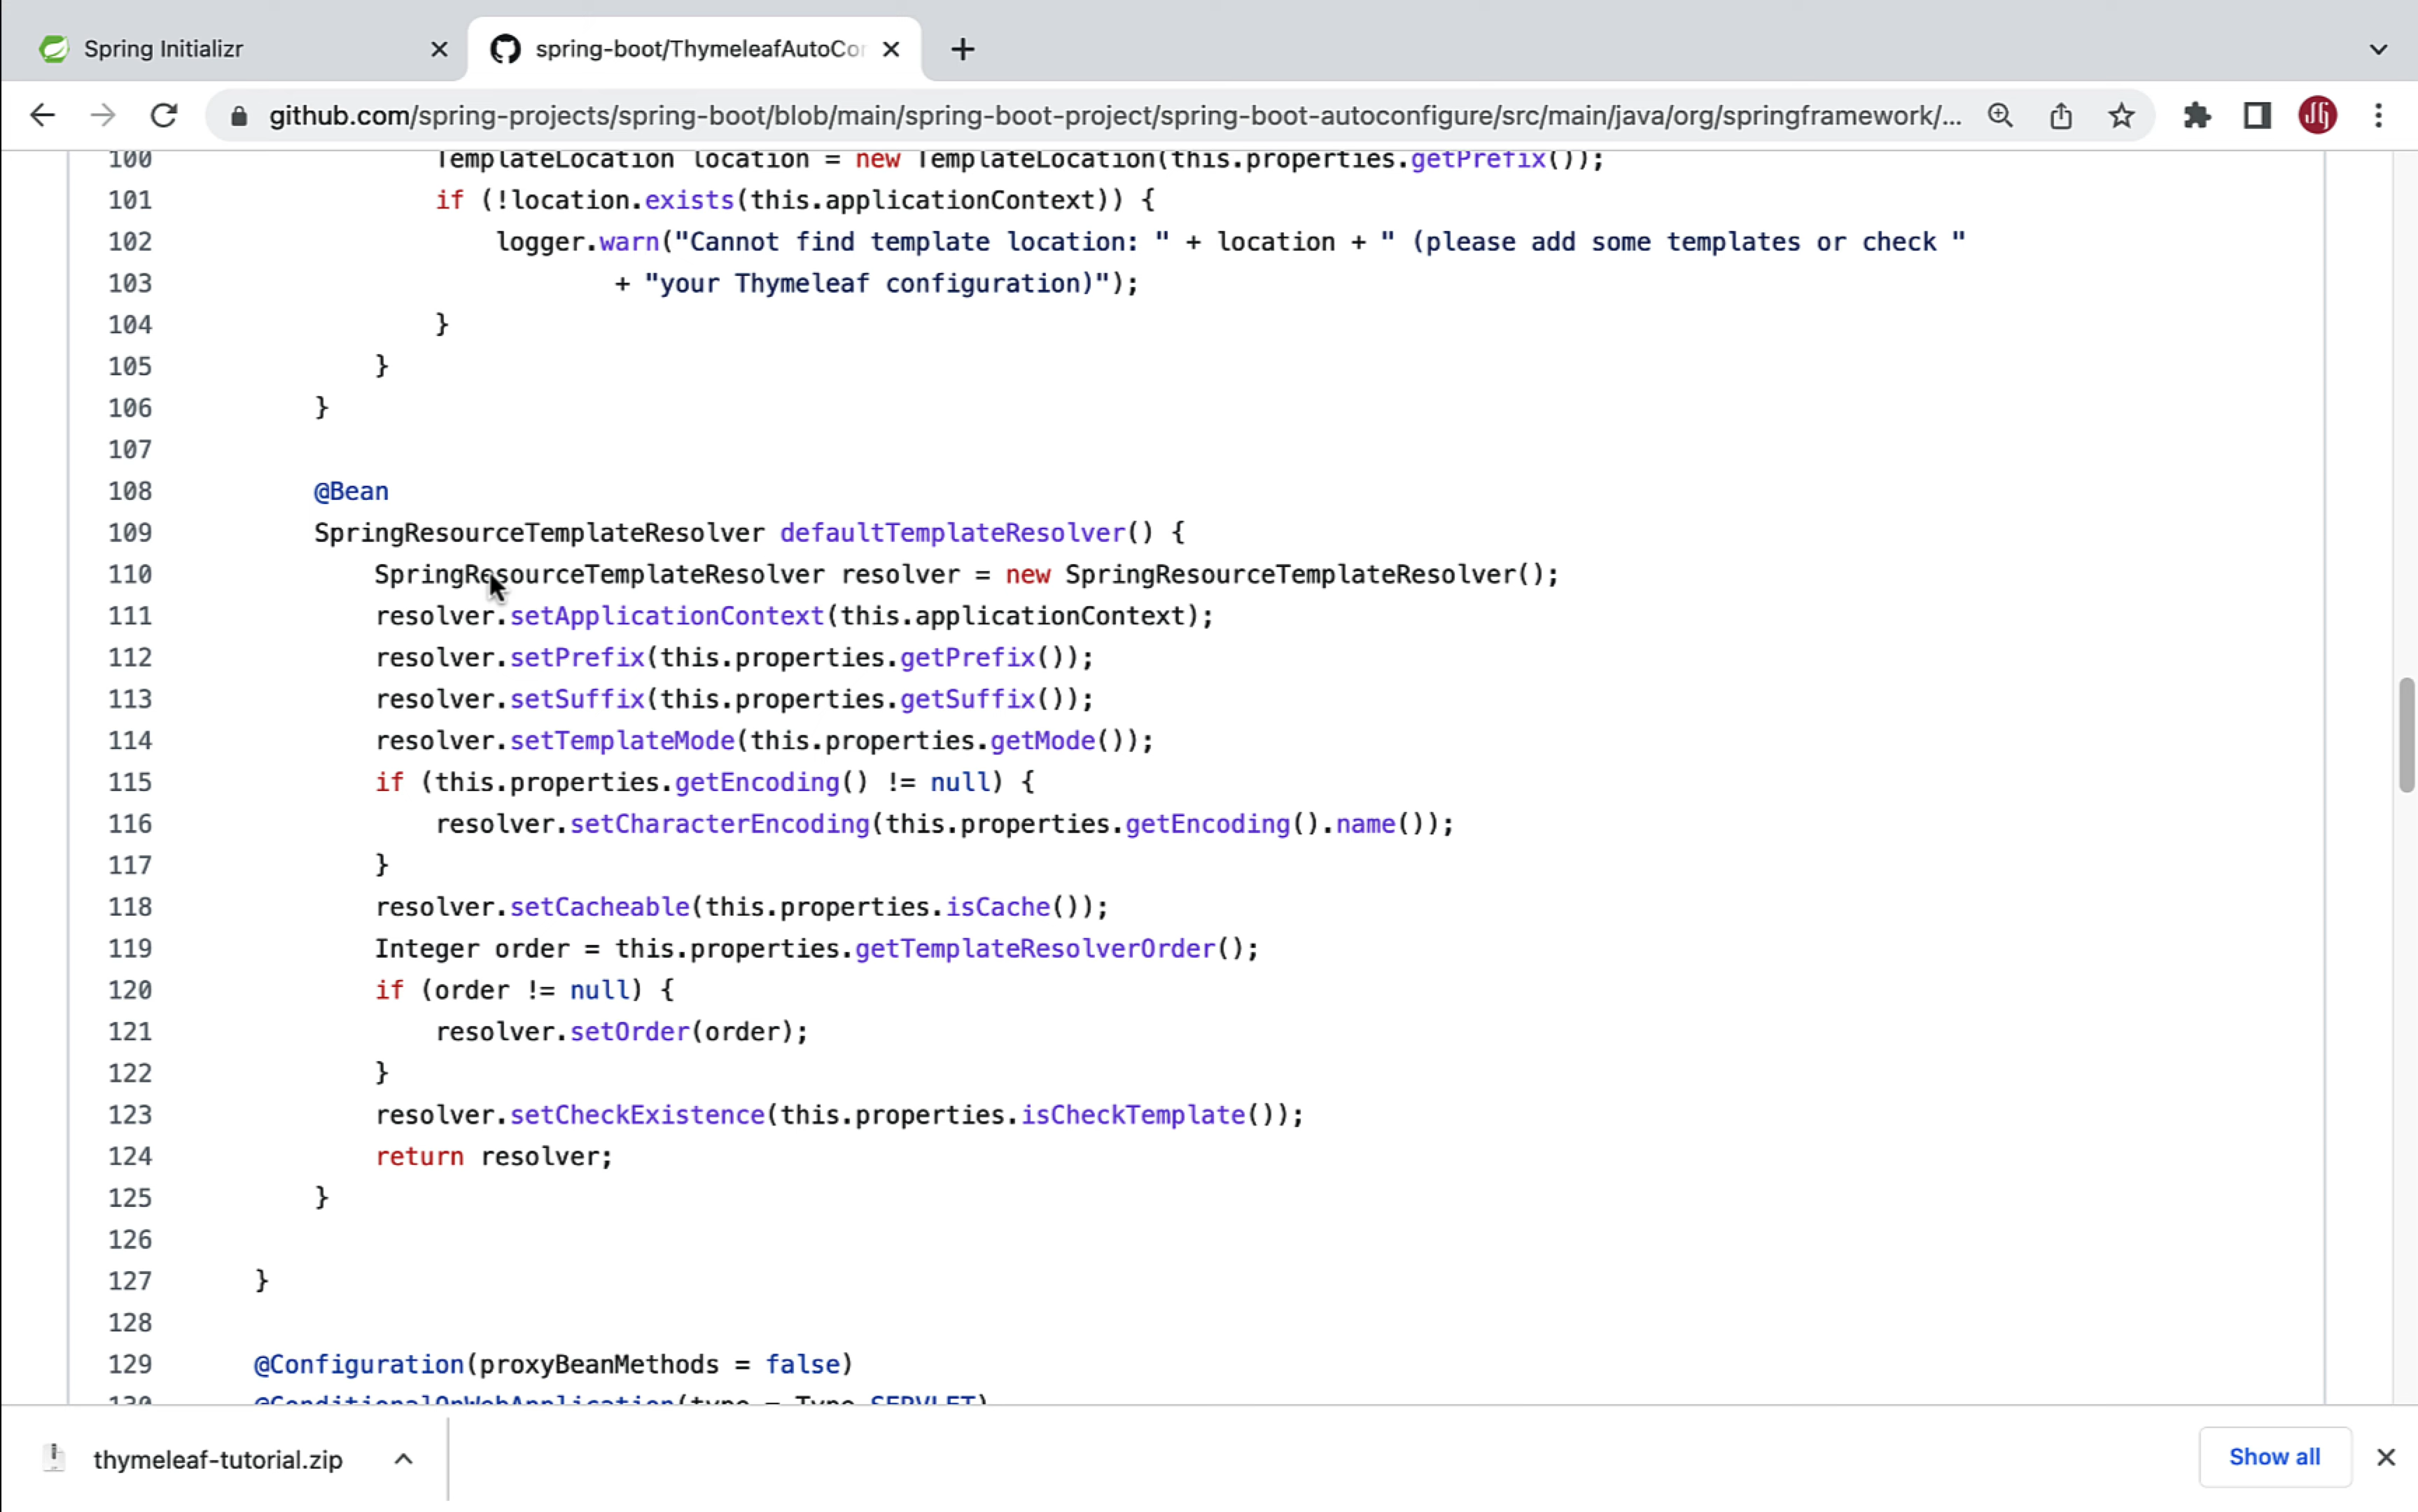 Spring Initializr
spring-boot/ThymeleafAutoCo
github.com/spring-projects/spring-boot/blob/main/spring-boot-project/spring-boot-autoconfigure/src/main/java/org/springframework/...
100 TemplateLocation location = new TemplateLocation(this.properties.getPrefix());
101 if (!location.exists(this.applicationContext)) {
102 logger.warn("Cannot find template location: " + location + " (please add some templates or check "
103 + "your Thymeleaf configuration)");
104 }
105 }
106 }
107
108 @Bean
109 SpringResourceTemplateResolver defaultTemplateResolver() {
110 SpringResourceTemplateResolver resolver = new SpringResourceTemplateResolver();
111 resolver.setApplicationContext(this.applicationContext);
112 resolver.setPrefix(this.properties.getPrefix());
113 resolver.setSuffix(this.properties.getSuffix());
114 resolver.setTemplateMode(this.properties.getMode());
115 if (this.properties.getEncoding() != null) {
116 resolver.setCharacterEncoding(this.properties.getEncoding().name());
117 }
118 resolver.setCacheable(this.properties.isCache());
119 Integer order = this.properties.getTemplateResolverOrder();
120 if (order != null) {
121 resolver.setOrder(order);
122 }
123 resolver.setCheckExistence(this.properties.isCheckTemplate());
124 return resolver;
125 }
126
127 }
128
129 @Configuration(proxyBeanMethods = false)
130 @ConditionalOnWebApplication(type = Type.SERVLET)
thymeleaf-tutorial.zip
Show all